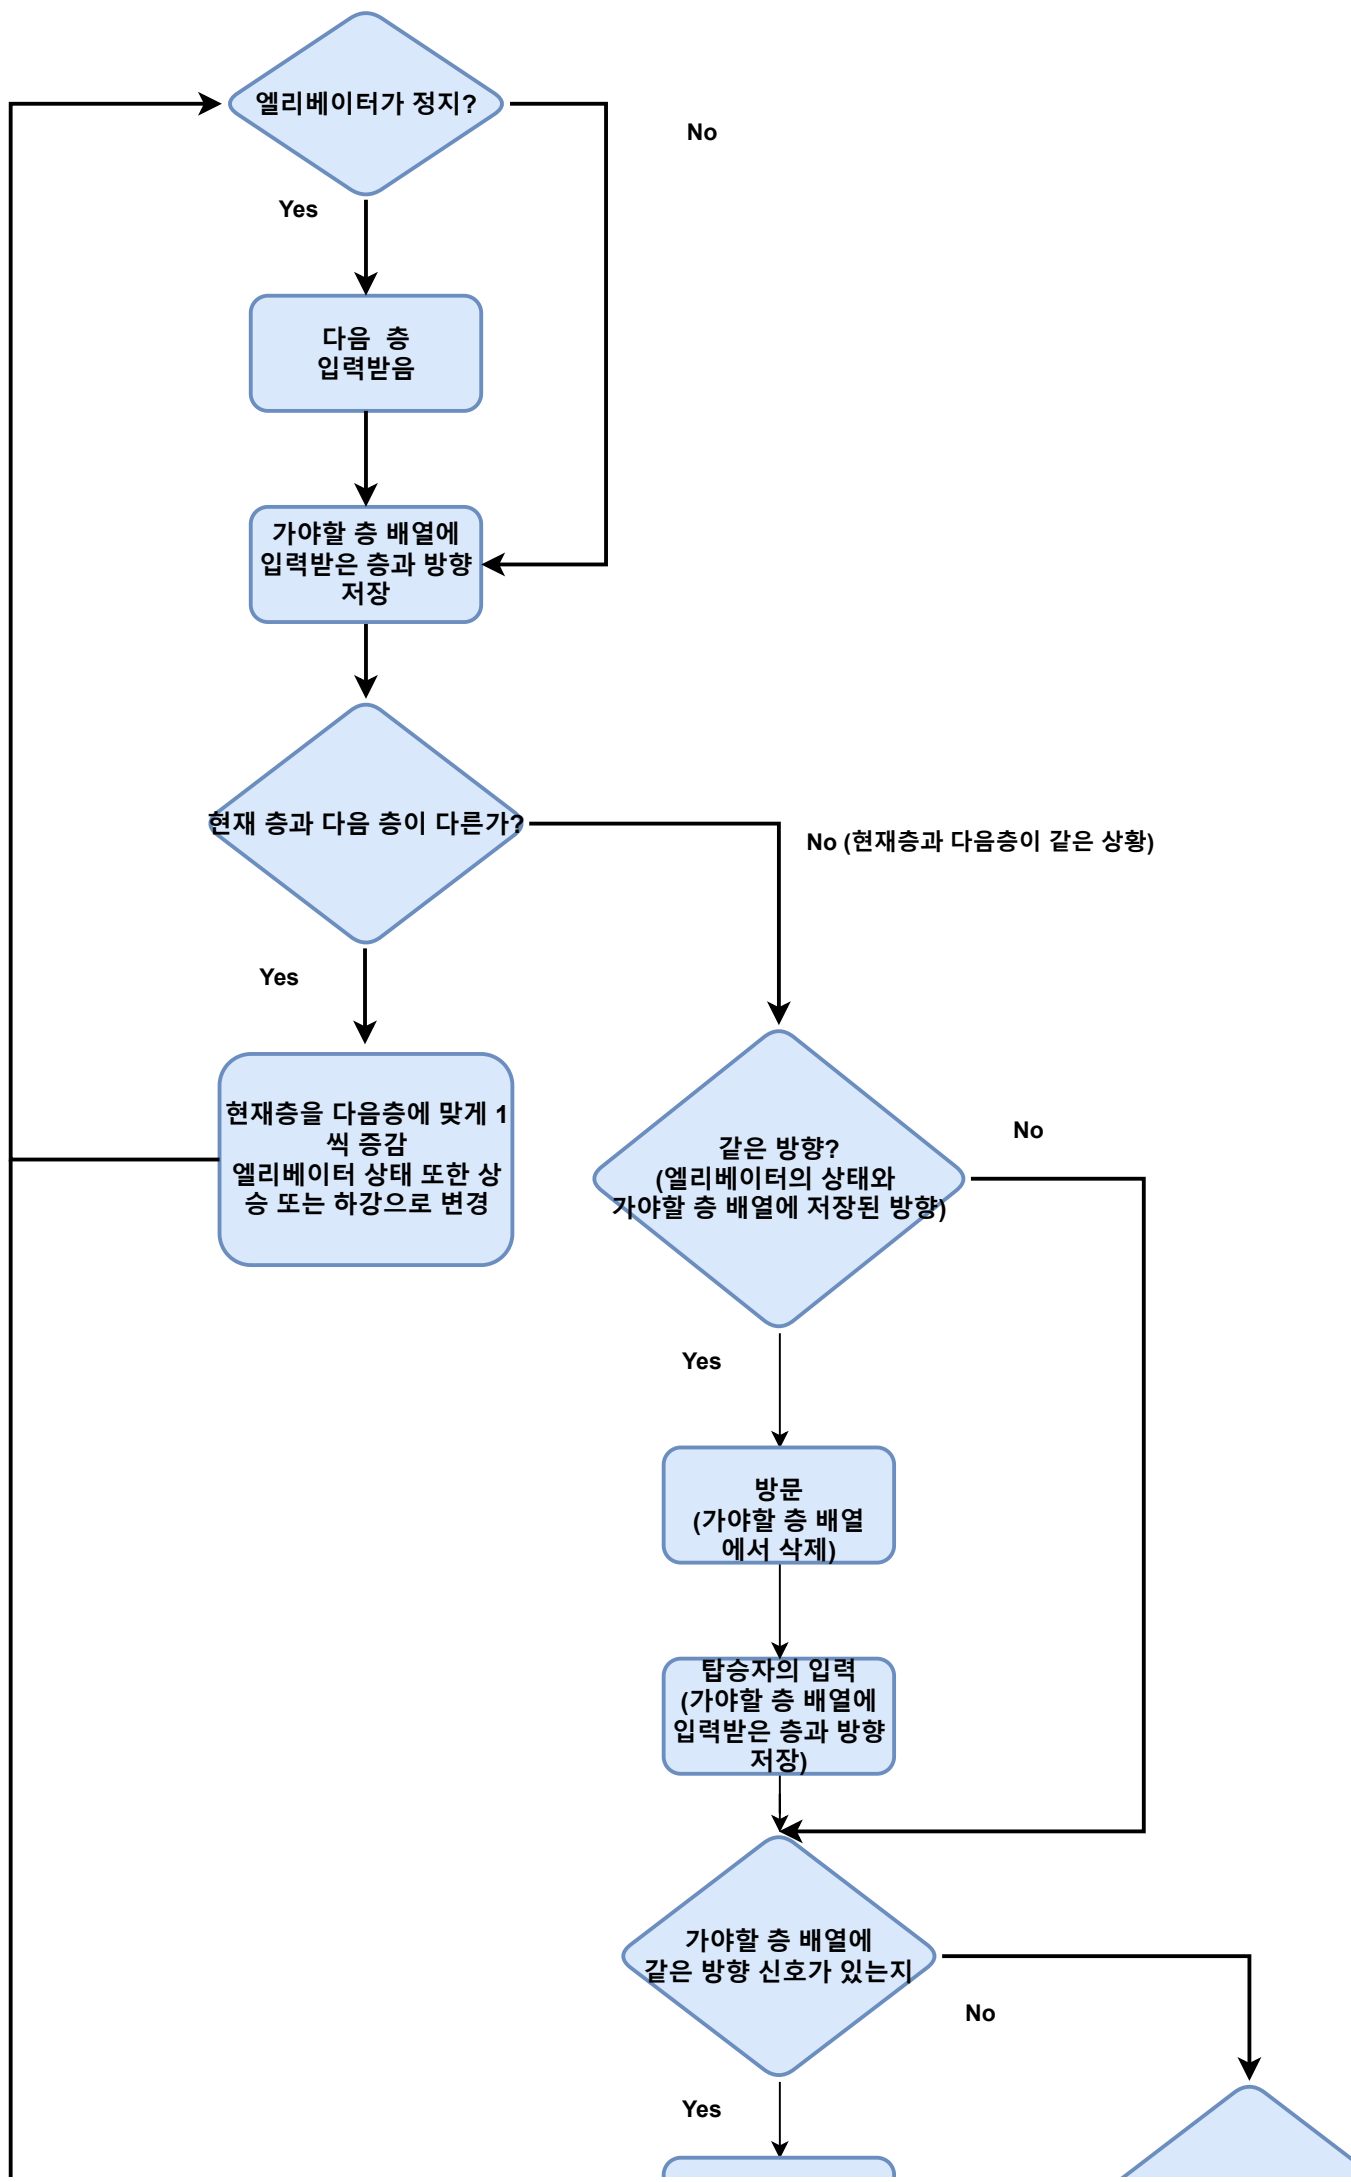 엘리베이터가 정지?
No
Yes
다음  층
입력받음
가야할 층 배열에
입력받은 층과 방향
저장
현재 층과 다음 층이 다른가?
No (현재층과 다음층이 같은 상황)
Yes
현재층을 다음층에 맞게 1
씩 증감
엘리베이터 상태 또한 상
승 또는 하강으로 변경
같은 방향?
(엘리베이터의 상태와
가야할 층 배열에 저장된 방향)
No
Yes
방문
(가야할 층 배열
에서 삭제)
탑승자의 입력
(가야할 층 배열에
입력받은 층과 방향
저장)
가야할 층 배열에
같은 방향 신호가 있는지
No
Yes